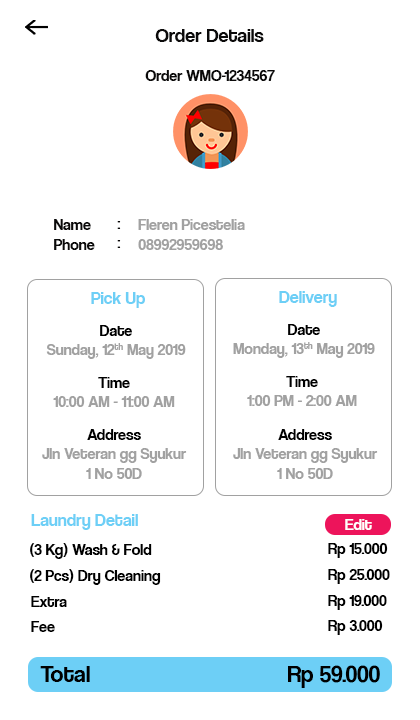 Order Details
Order WMO-1234567
Name : Fleren Picestelia
Phone : 08992959698
Pick Up
Date
Sunday, 12th May 2019
Time
10:00 AM - 11:00 AM
Address
Jln Veteran gg Syukur
1 No 50D
Delivery
Date
Monday, 13th May 2019
Time
1:00 PM - 2:00 AM
Address
Jln Veteran gg Syukur
1 No 50D
Laundry Detail Edit
(3 Kg) Wash & Fold Rp 15.000
(2 Pcs) Dry Cleaning Rp 25.000
Extra Rp 19.000
Fee Rp 3.000
Total Rp 59.000